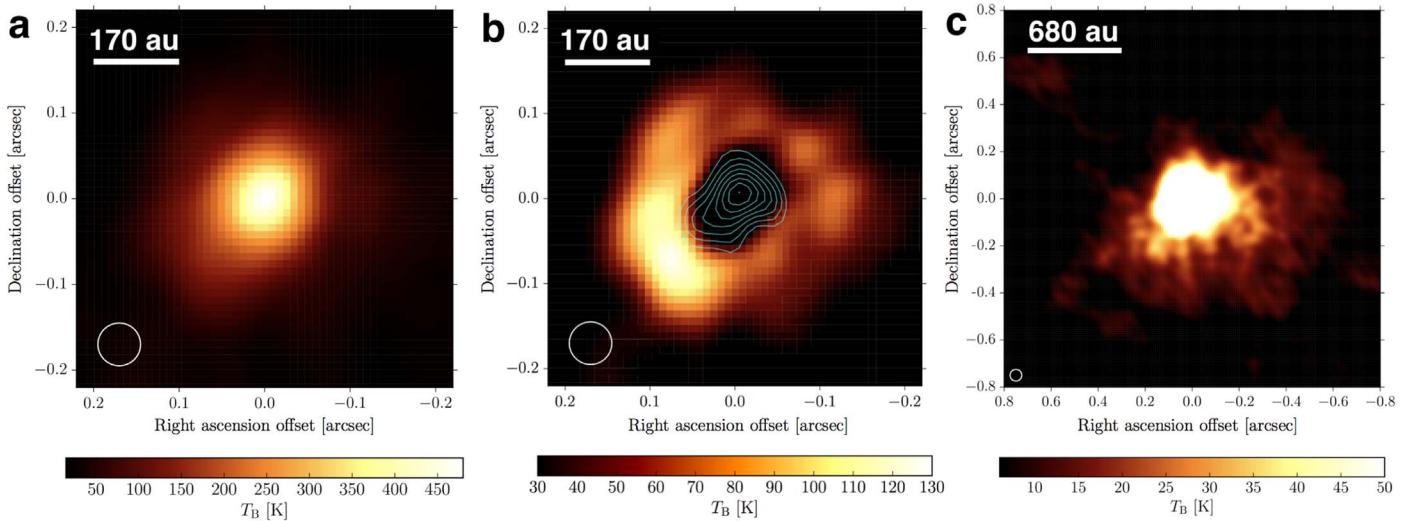 a
170 au
0.2
0.1
0.0
−0.1
−0.2
Declination offset [arcsec]
0.2 0.1 0.0 −0.1 −0.2
Right ascension offset [arcsec]
50 100 150 200 250 300 350 400 450
T_B [K]
b
170 au
0.2
0.1
0.0
−0.1
−0.2
Declination offset [arcsec]
0.2 0.1 0.0 −0.1 −0.2
Right ascension offset [arcsec]
30 40 50 60 70 80 90 100 110 120 130
T_B [K]
c
680 au
0.8
0.6
0.4
0.2
0.0
−0.2
−0.4
−0.6
−0.8
Declination offset [arcsec]
0.8 0.6 0.4 0.2 0.0 −0.2 −0.4 −0.6 −0.8
Right ascension offset [arcsec]
10 15 20 25 30 35 40 45 50
T_B [K]